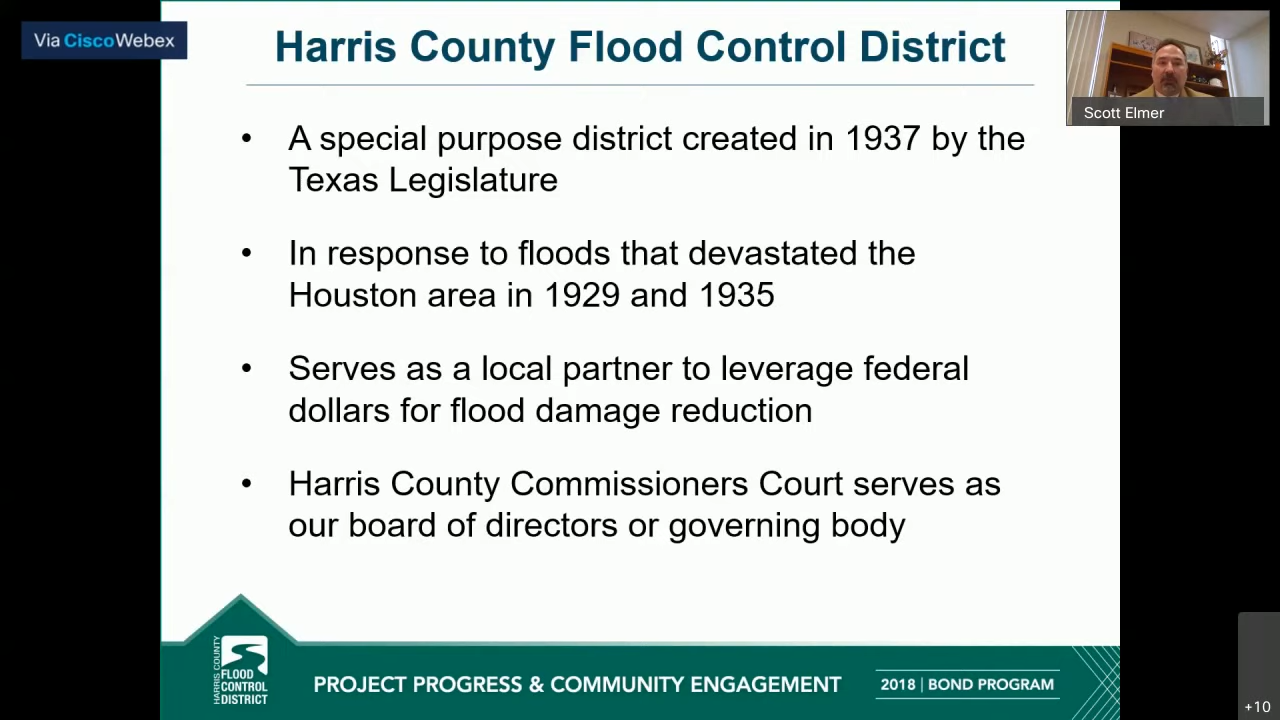 Via Cisco Webex
Harris County Flood Control District
Scott Elmer
• A special purpose district created in 1937 by the
Texas Legislature
• In response to floods that devastated the
Houston area in 1929 and 1935
• Serves as a local partner to leverage federal
dollars for flood damage reduction
• Harris County Commissioners Court serves as
our board of directors or governing body
HARRIS COUNTY
FLOOD
CONTROL
DISTRICT
PROJECT PROGRESS & COMMUNITY ENGAGEMENT
2018 | BOND PROGRAM
+10